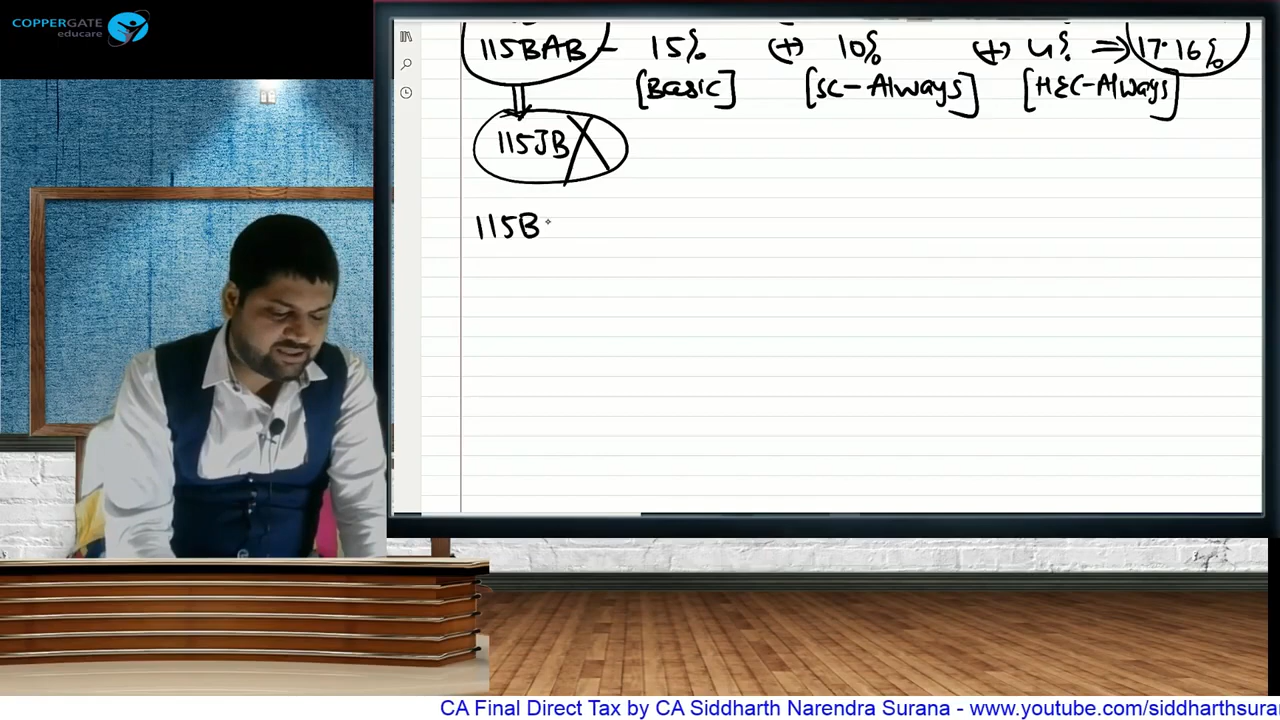 COPPERGATE
educare
115BAB - 15% (+) 10% (+) 4% ⇒ 17.16%
[Basic] [SC-Always] [H&EC-Always]
115JB
115B
CA Final Direct Tax by CA Siddharth Narendra Surana - www.youtube.com/siddharthsura